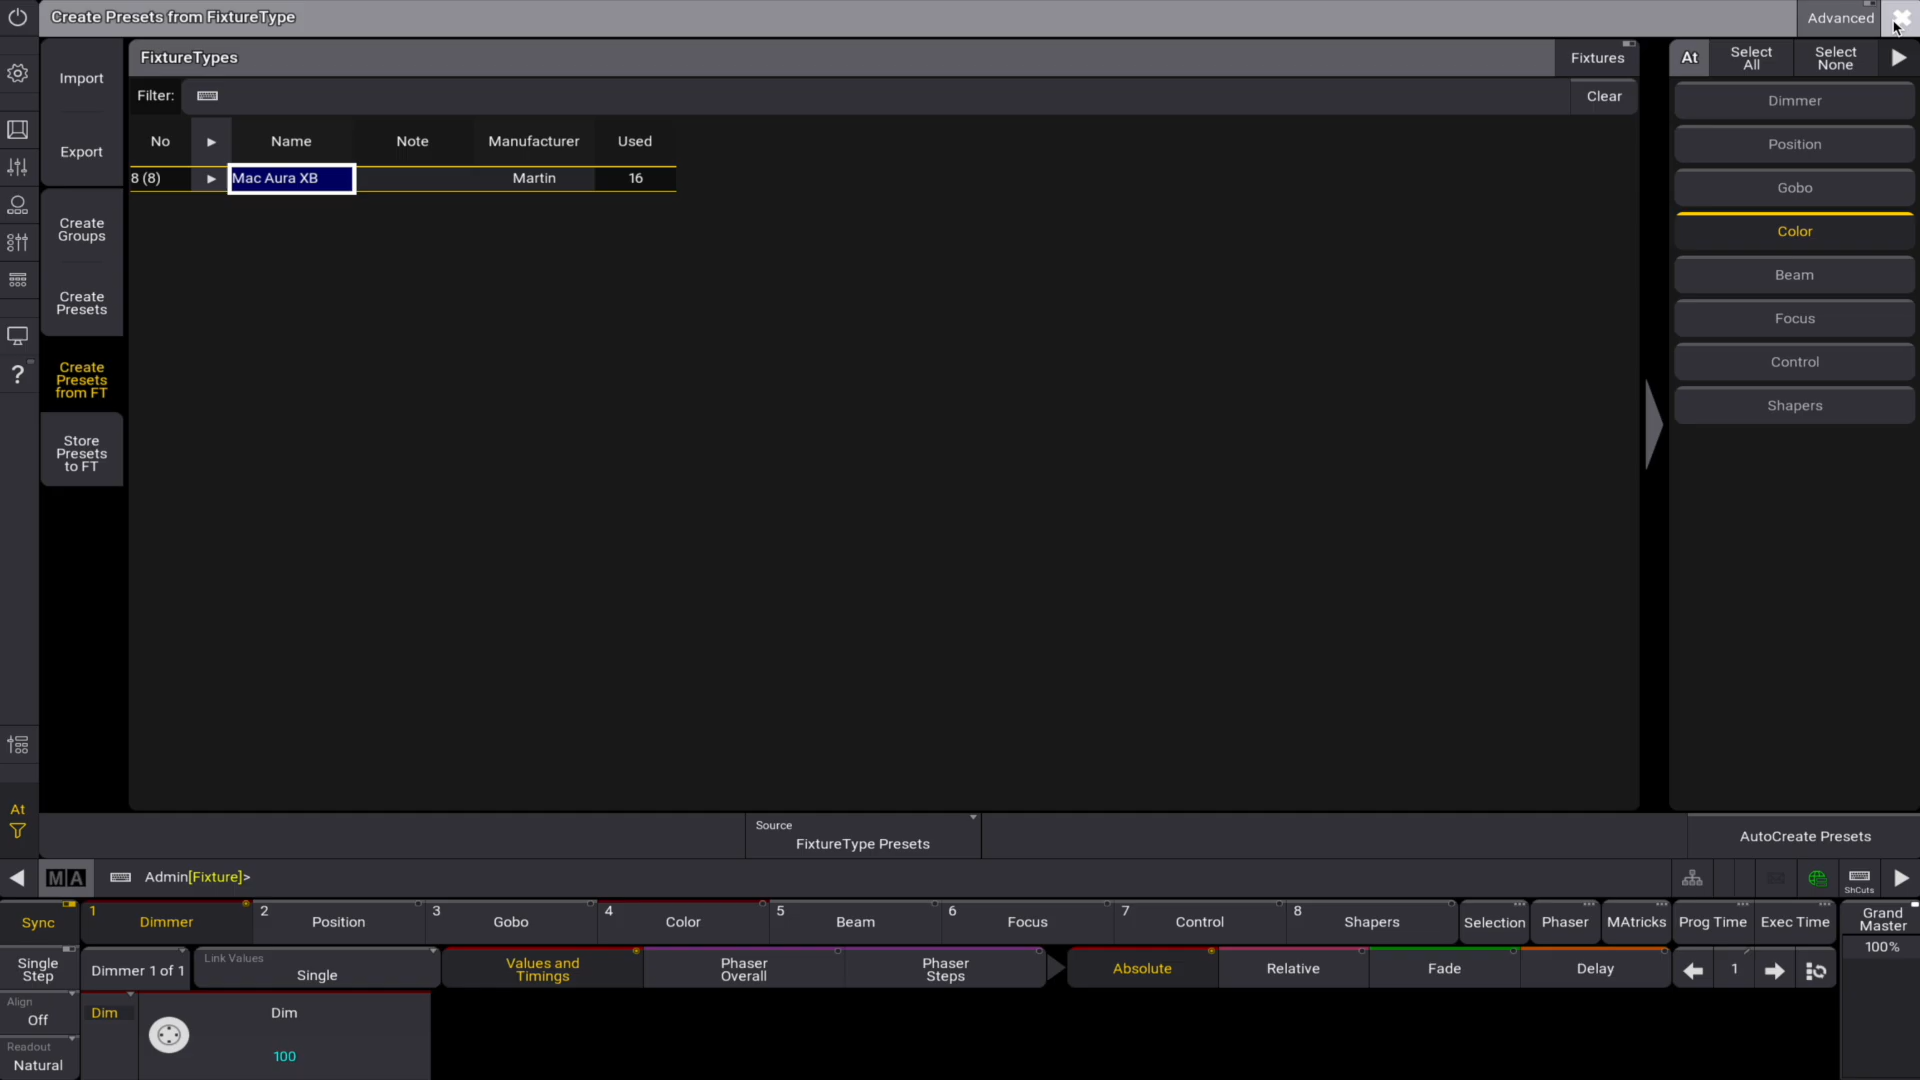 Create Presets from FixtureType
Advanced
Import
Export
Create
Groups
Create
Presets
Create
Presets
from FT
Store
Presets
to FT
FixtureTypes
Fixtures
Filter:
Clear
No Name Note Manufacturer Used
8 (8) Mac Aura XB Martin 16
At
Select
All
Select
None
Dimmer
Position
Gobo
Color
Beam
Focus
Control
Shapers
?
At
Source
FixtureType Presets
AutoCreate Presets
MA
Admin[Fixture]>
ShCuts
Sync
1 Dimmer
2 Position
3 Gobo
4 Color
5 Beam
6 Focus
7 Control
8 Shapers
Selection
Phaser
MAtricks
Prog Time
Exec Time
Grand
Master
100%
Single
Step
Dimmer 1 of 1
Link Values
Single
Values and
Timings
Phaser
Overall
Phaser
Steps
Absolute
Relative
Fade
Delay
1
Align
Off
Readout
Natural
Dim
Dim
100